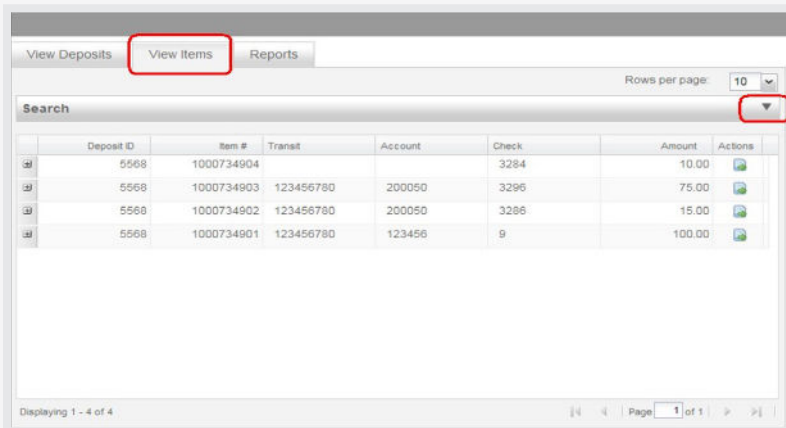 View Deposits View Items Reports
Rows per page: 10
Search
Deposit ID Item # Transit Account Check Amount Actions
5568 1000734904 3284 10.00
5568 1000734903 123456780 200050 3296 75.00
5568 1000734902 123456780 200050 3286 15.00
5568 1000734901 123456780 123456 9 100.00
Displaying 1 - 4 of 4 Page 1 of 1